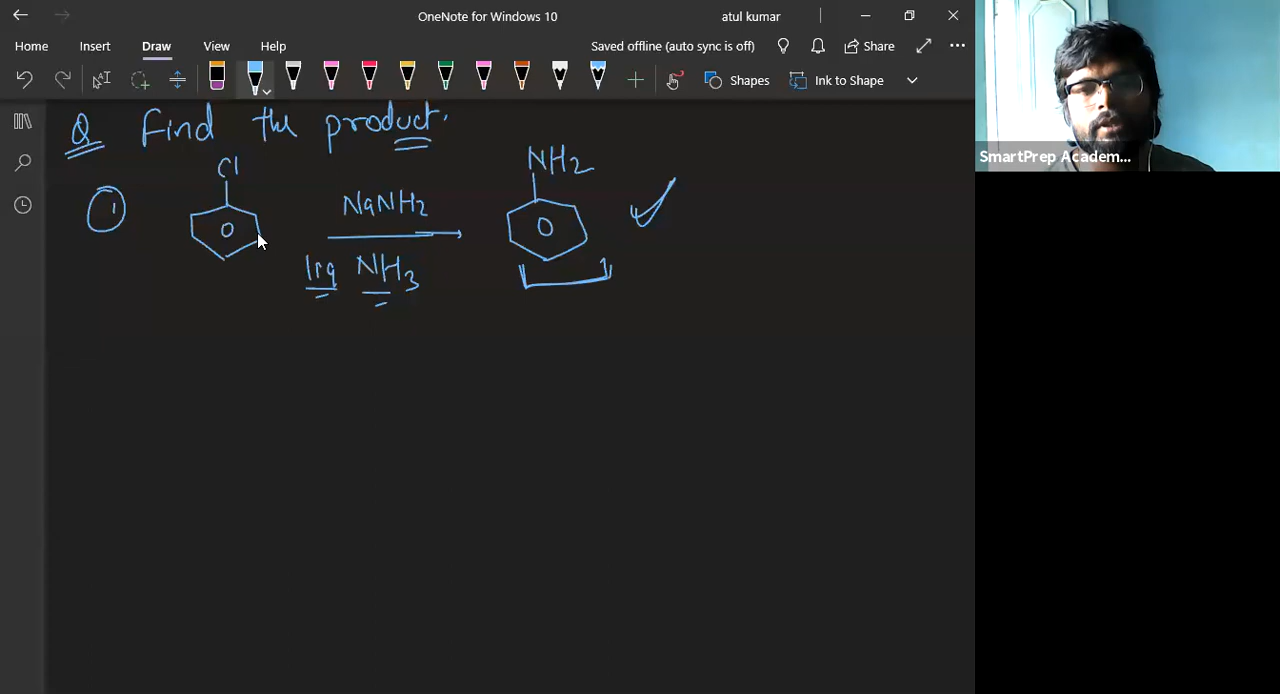 OneNote for Windows 10
atul kumar
Home Insert Draw View Help
Saved offline (auto sync is off)
Share
Shapes
Ink to Shape
SmartPrep Academ...
Q Find the product.
① Cl NaNH2 NH2
liq NH3